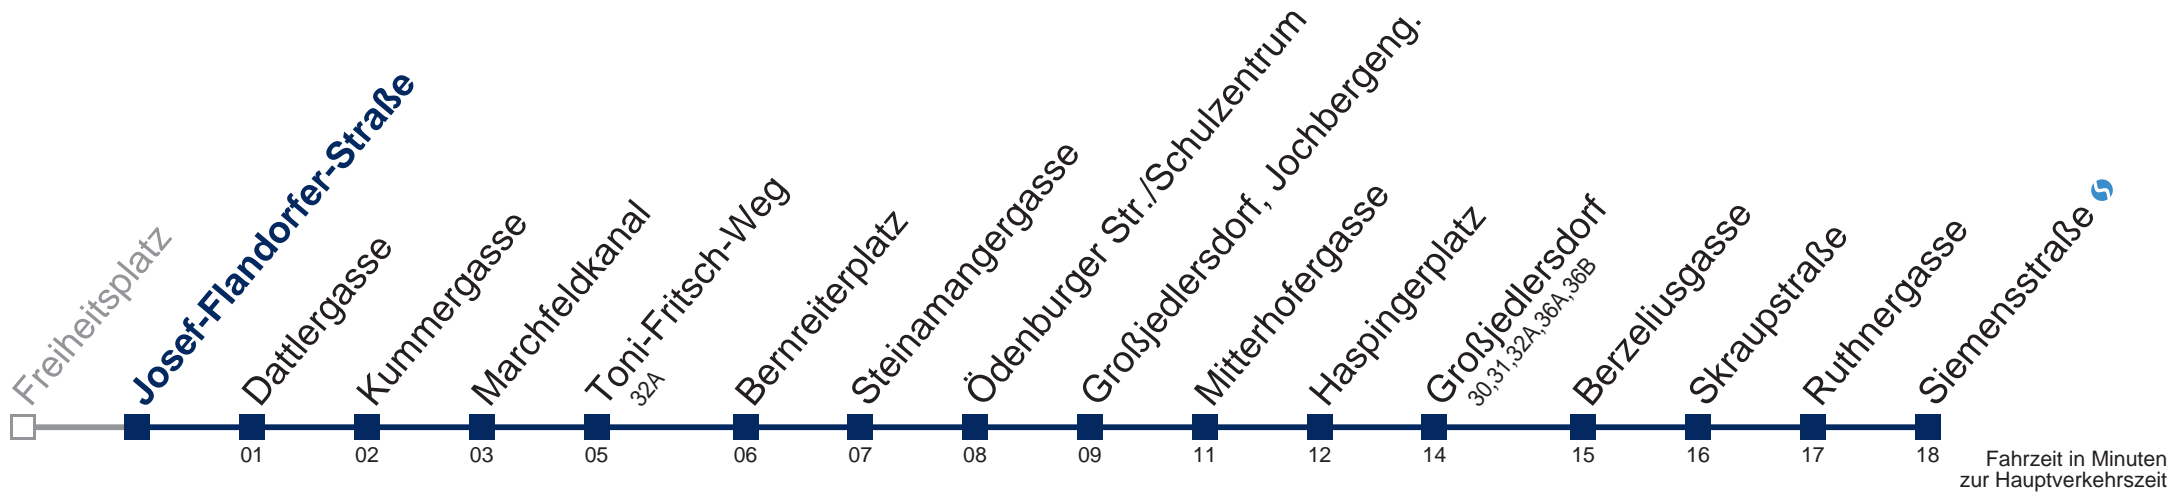 Freiheitsplatz
Josef-Flandorfer-Straße
Dattlergasse
Kummergasse
Marchfeldkanal
Toni-Fritsch-Weg
32A
Bernreiterplatz
Steinamangergasse
Ödenburger Str./Schulzentrum
Großjedlersdorf, Jochbergeng.
Mitterhofergasse
Haspingerplatz
Großjedlersdorf
30,31,32A,36A,36B
Berzeliusgasse
Skraupstraße
Ruthnergasse
Siemensstraße
01 02 03 05 06 07 08 09 11 12 14 15 16 17 18
Fahrzeit in Minuten
zur Hauptverkehrszeit